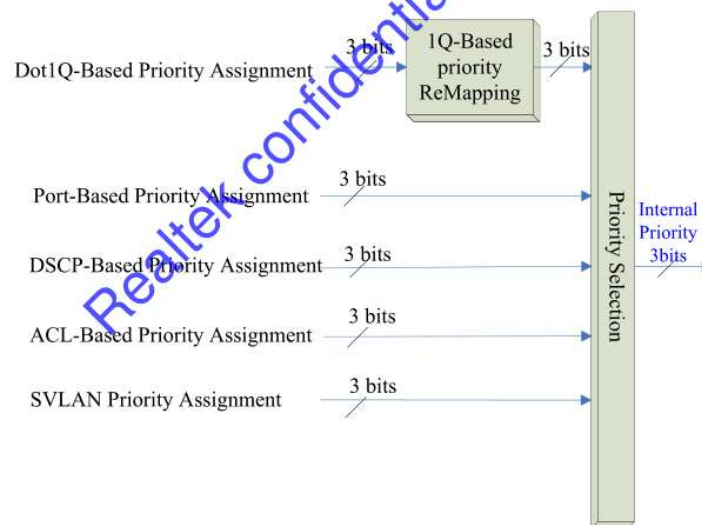 3 bits
1Q-Based
priority
ReMapping
3 bits
Dot1Q-Based Priority Assignment
3 bits
Port-Based Priority Assignment
3 bits
DSCP-Based Priority Assignment
3 bits
ACL-Based Priority Assignment
3 bits
SVLAN Priority Assignment
Priority Selection
Internal
Priority
3bits
Realtek confidential